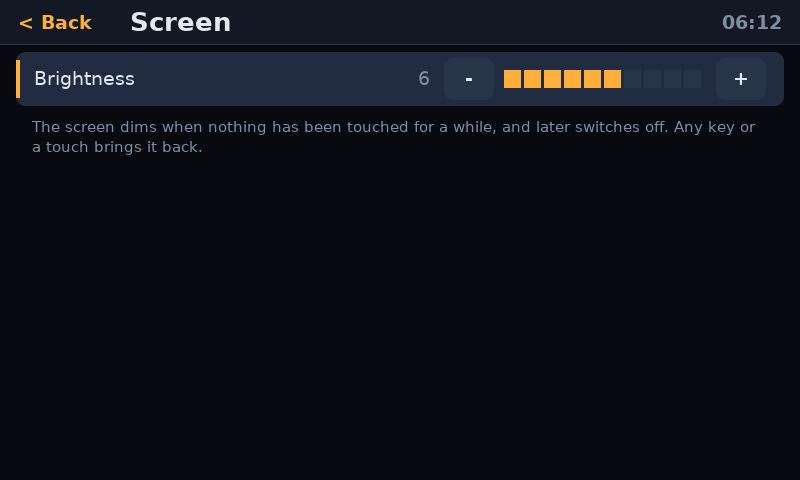 < Back
Screen
06:12
Brightness
6
-
+
The screen dims when nothing has been touched for a while, and later switches off. Any key or
a touch brings it back.